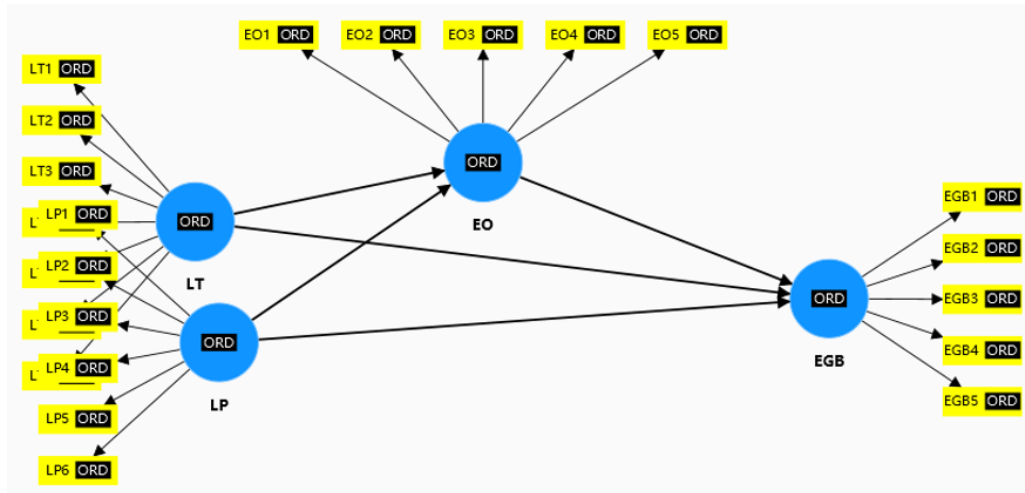 EO1 ORD EO2 ORD EO3 ORD EO4 ORD EO5 ORD
LT1 ORD
LT2 ORD
LT3 ORD
LP1 ORD
LP2 ORD
LP3 ORD
LP4 ORD
LP5 ORD
LP6 ORD
ORD
LT
ORD
LP
ORD
EO
ORD
EGB
EGB1 ORD
EGB2 ORD
EGB3 ORD
EGB4 ORD
EGB5 ORD